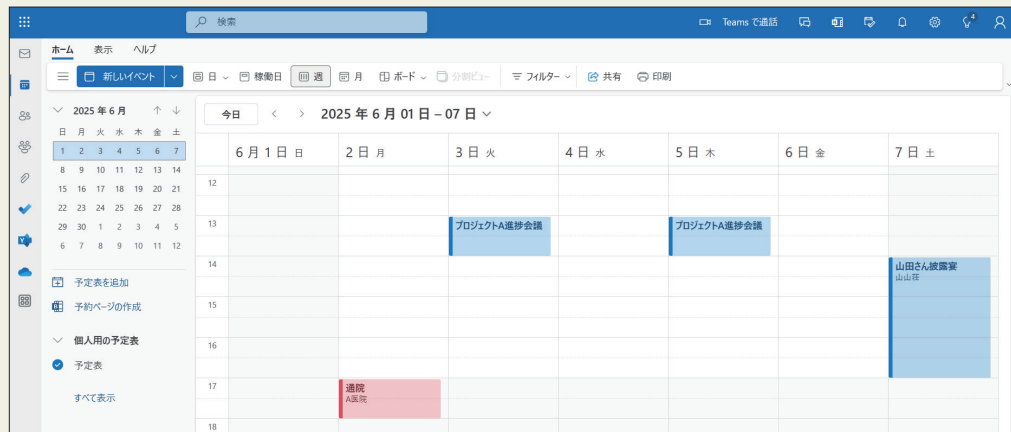 検索
Teams で通話
4
ホーム 表示 ヘルプ
新しいイベント
日 稼働日 週 月 ボード 分割ビュー フィルター 共有 印刷
2025 年 6 月
日 月 火 水 木 金 土
1 2 3 4 5 6 7
8 9 10 11 12 13 14
15 16 17 18 19 20 21
22 23 24 25 26 27 28
29 30 1 2 3 4 5
6 7 8 9 10 11 12
予定表を追加
予約ページの作成
個人用の予定表
予定表
すべて表示
今日 2025 年 6 月 01 日 – 07 日
6 月 1 日 日 2 日 月 3 日 火 4 日 水 5 日 木 6 日 金 7 日 土
12
13
プロジェクトA進捗会議 プロジェクトA進捗会議
14
山田さん披露宴
山山荘
15
16
17
通院
A医院
18